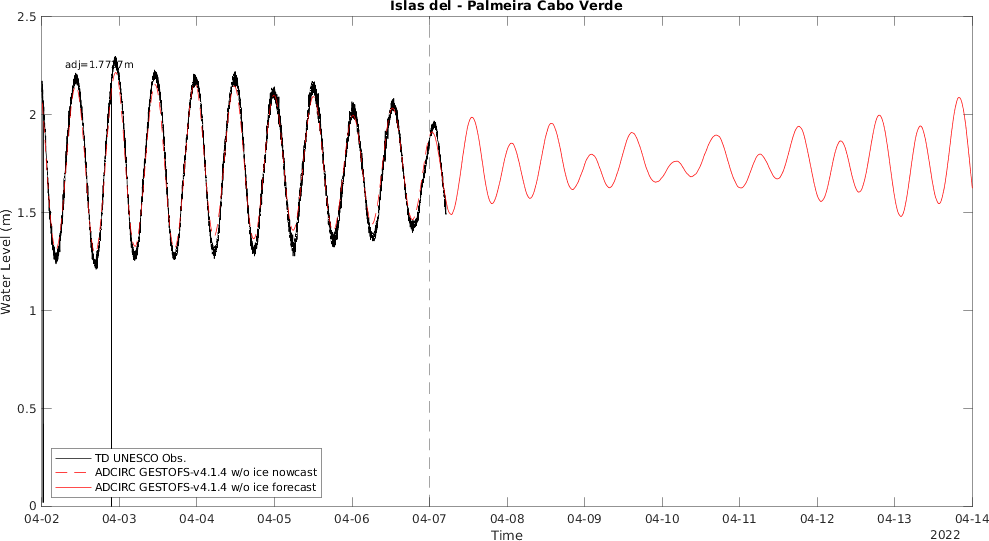 Islas del - Palmeira Cabo Verde
2.5
2
1.5
1
0.5
0
Water Level (m)
TD UNESCO Obs.
ADCIRC GESTOFS-v4.1.4 w/o ice nowcast
ADCIRC GESTOFS-v4.1.4 w/o ice forecast
04-02 04-03 04-04 04-05 04-06 04-07 04-08 04-09 04-10 04-11 04-12 04-13 04-14
Time
2022